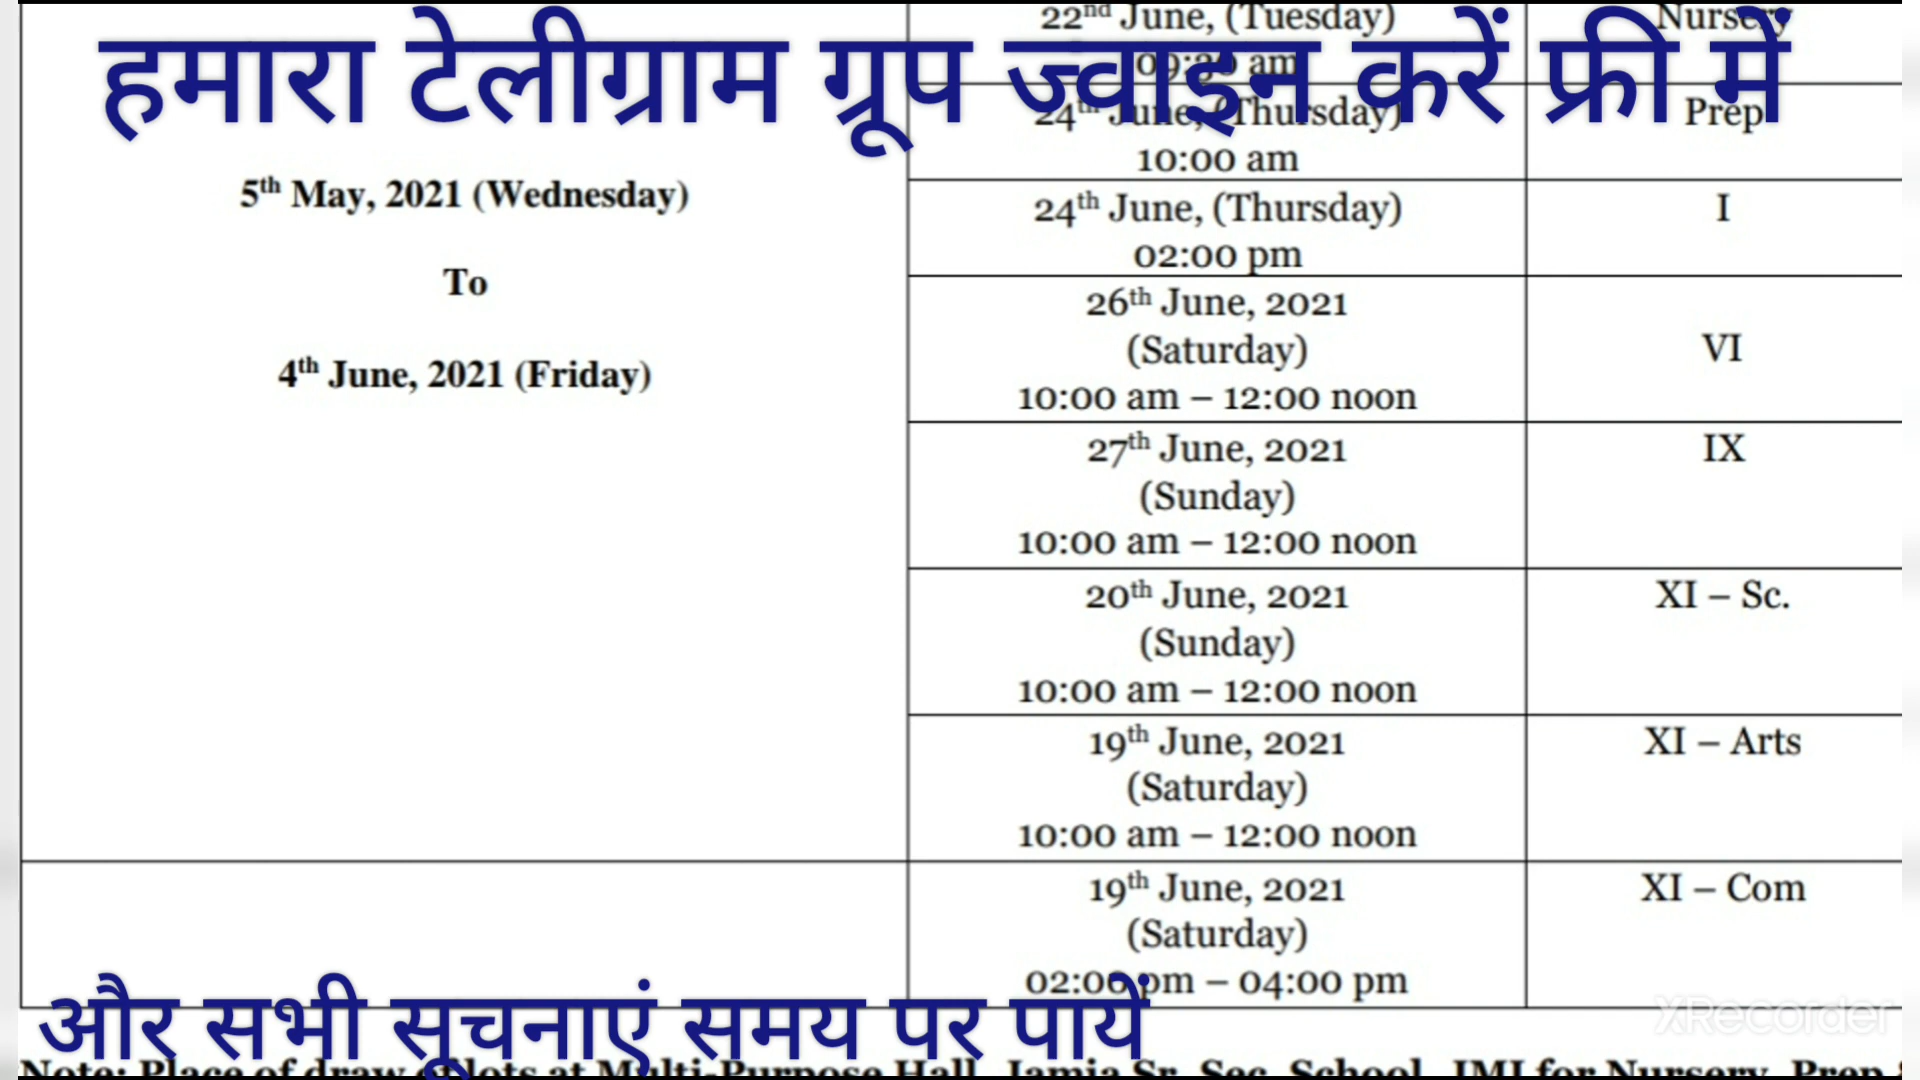 22nd June, (Tuesday)
Nursery
हमारा टेलीग्राम ग्रूप ज्वाइन करें फ्री में
09:30 am
24th June, (Thursday)
Prep
10:00 am
5th May, 2021 (Wednesday)
To
4th June, 2021 (Friday)
24th June, (Thursday)
I
02:00 pm
26th June, 2021
(Saturday)
VI
10:00 am – 12:00 noon
27th June, 2021
IX
(Sunday)
10:00 am – 12:00 noon
20th June, 2021
XI – Sc.
(Sunday)
10:00 am – 12:00 noon
19th June, 2021
XI – Arts
(Saturday)
10:00 am – 12:00 noon
19th June, 2021
XI – Com
(Saturday)
02:00 pm – 04:00 pm
XRecorder
और सभी सूचनाएं समय पर पायें
Note: Place of draw of lots at Multi-Purpose Hall, Jamia Sr. Sec. School, JMI for Nursery, Prep